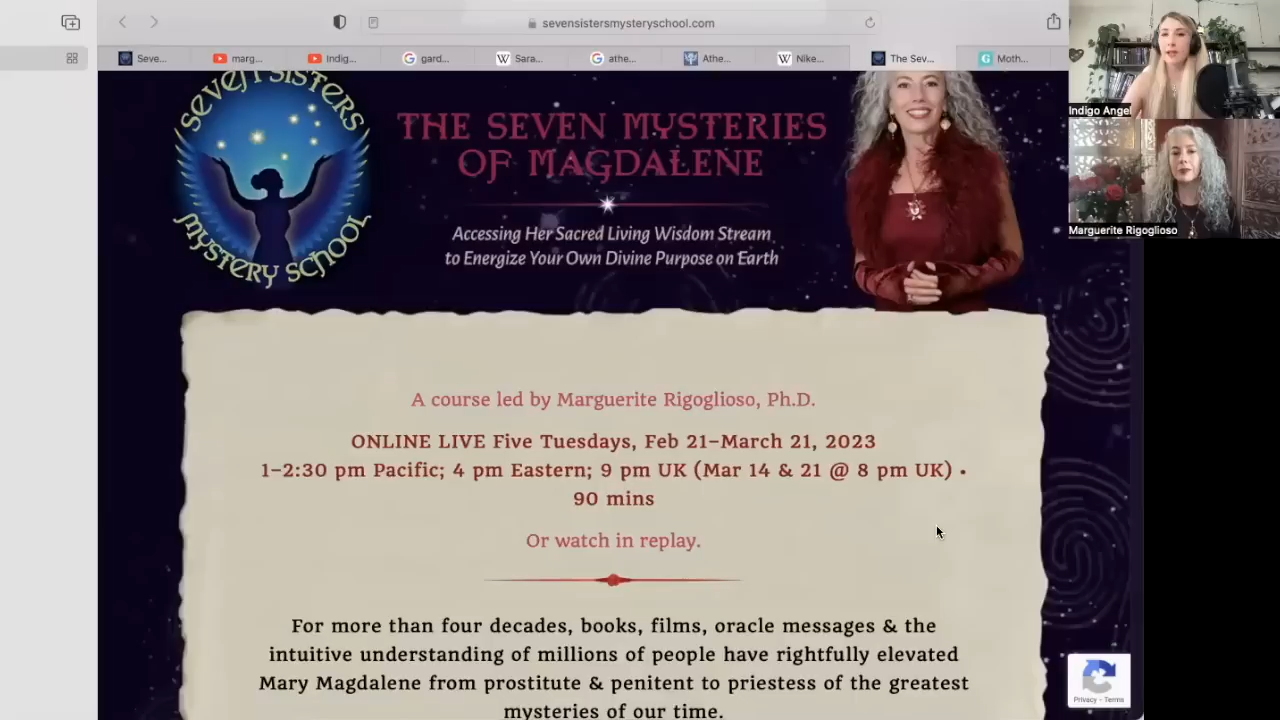 sevensistersmysteryschool.com
Seve...
marg...
Indig...
gard...
Sara...
athe...
Athe...
Nike...
The Sev...
Moth...
Indigo Angel
Marguerite Rigoglioso
SEVEN SISTERS
MYSTERY SCHOOL
THE SEVEN MYSTERIES
OF MAGDALENE
Accessing Her Sacred Living Wisdom Stream
to Energize Your Own Divine Purpose on Earth
A course led by Marguerite Rigoglioso, Ph.D.
ONLINE LIVE Five Tuesdays, Feb 21–March 21, 2023
1–2:30 pm Pacific; 4 pm Eastern; 9 pm UK (Mar 14 & 21 @ 8 pm UK) •
90 mins
Or watch in replay.
For more than four decades, books, films, oracle messages & the
intuitive understanding of millions of people have rightfully elevated
Mary Magdalene from prostitute & penitent to priestess of the greatest
mysteries of our time.
Privacy - Terms